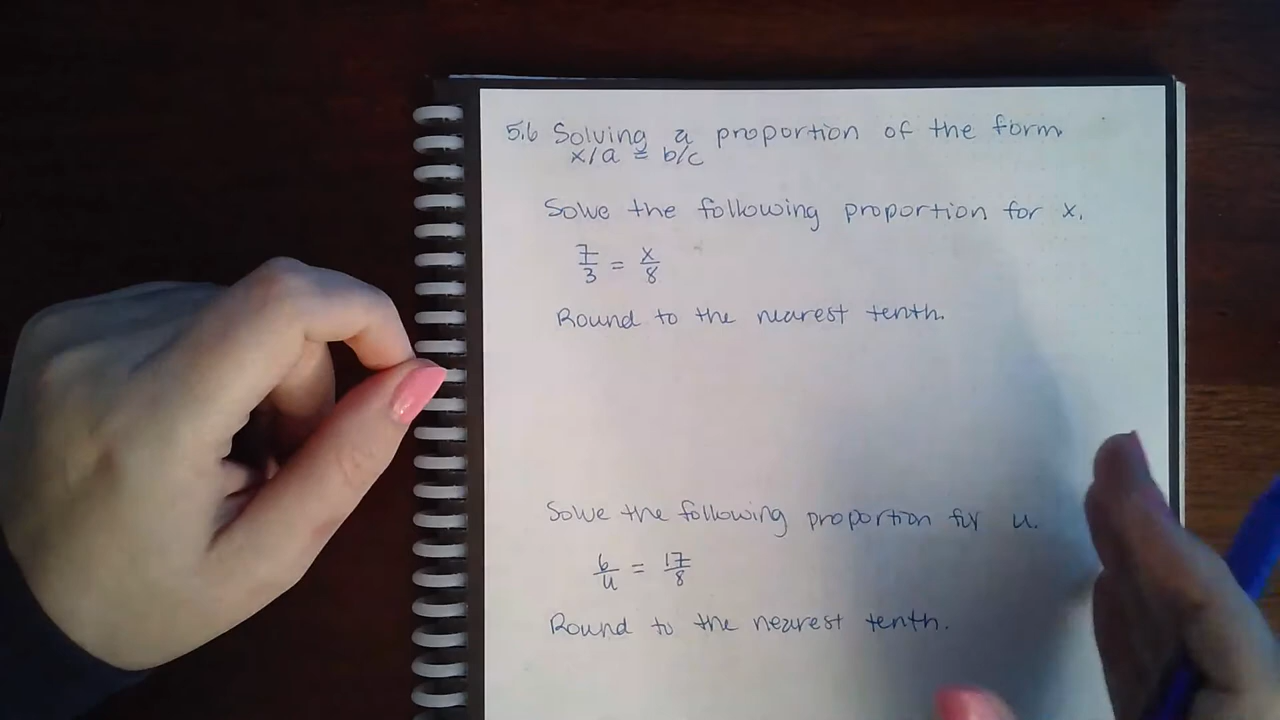 5.6 Solving a proportion of the form
x/a = b/c
Solve the following proportion for x.
7/3 = x/8
Round to the nearest tenth.
Solve the following proportion for u.
6/u = 17/8
Round to the nearest tenth.